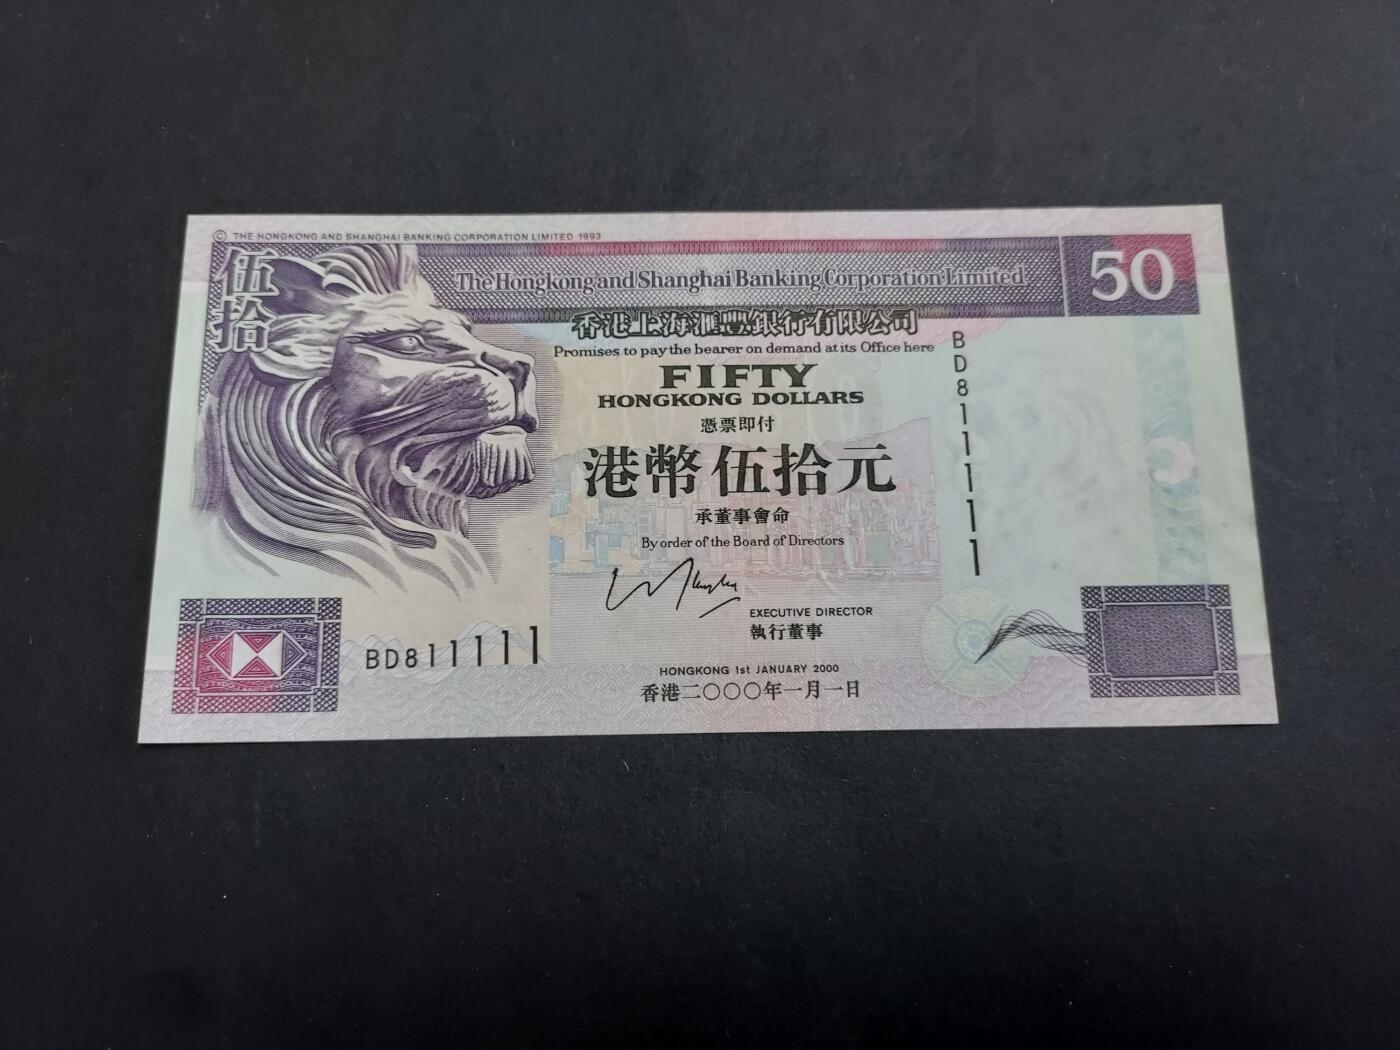 © THE HONGKONG AND SHANGHAI BANKING CORPORATION LIMITED 1993
伍拾
The Hongkong and Shanghai Banking Corporation Limited
50
香港上海滙豐銀行有限公司
Promises to pay the bearer on demand at its Office here
FIFTY
HONGKONG DOLLARS
憑票即付
港幣伍拾元
承董事會命
By order of the Board of Directors
BD811111
EXECUTIVE DIRECTOR
執行董事
BD811111
HONGKONG 1st JANUARY 2000
香港二〇〇〇年一月一日